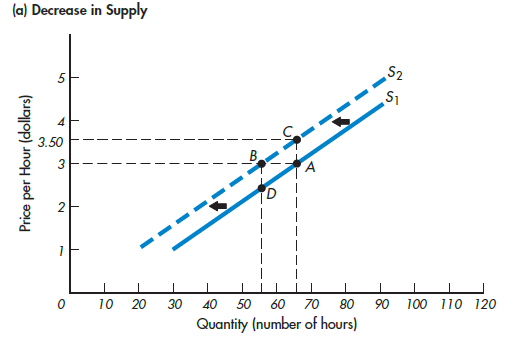 (a) Decrease in Supply
Price per Hour (dollars)
5
4
3.50
3
2
1
S2
S1
C
B
A
D
0 10 20 30 40 50 60 70 80 90 100 110 120
Quantity (number of hours)